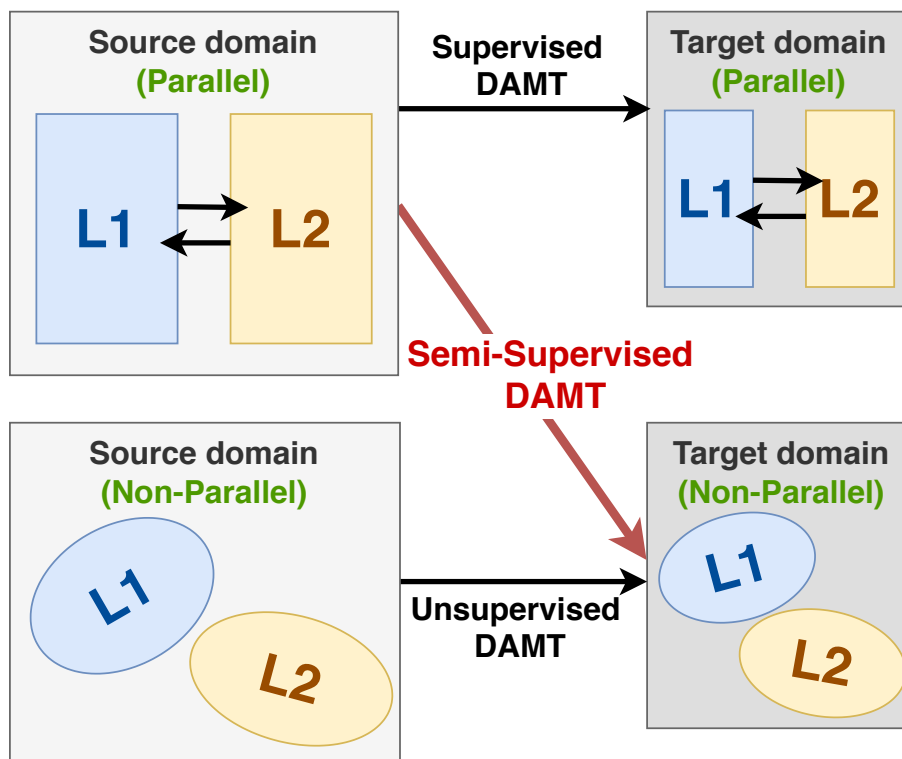 Source domain
(Parallel)
L1
L2
Supervised
DAMT
Target domain
(Parallel)
L1
L2
Semi-Supervised
DAMT
Source domain
(Non-Parallel)
L1
L2
Unsupervised
DAMT
Target domain
(Non-Parallel)
L1
L2